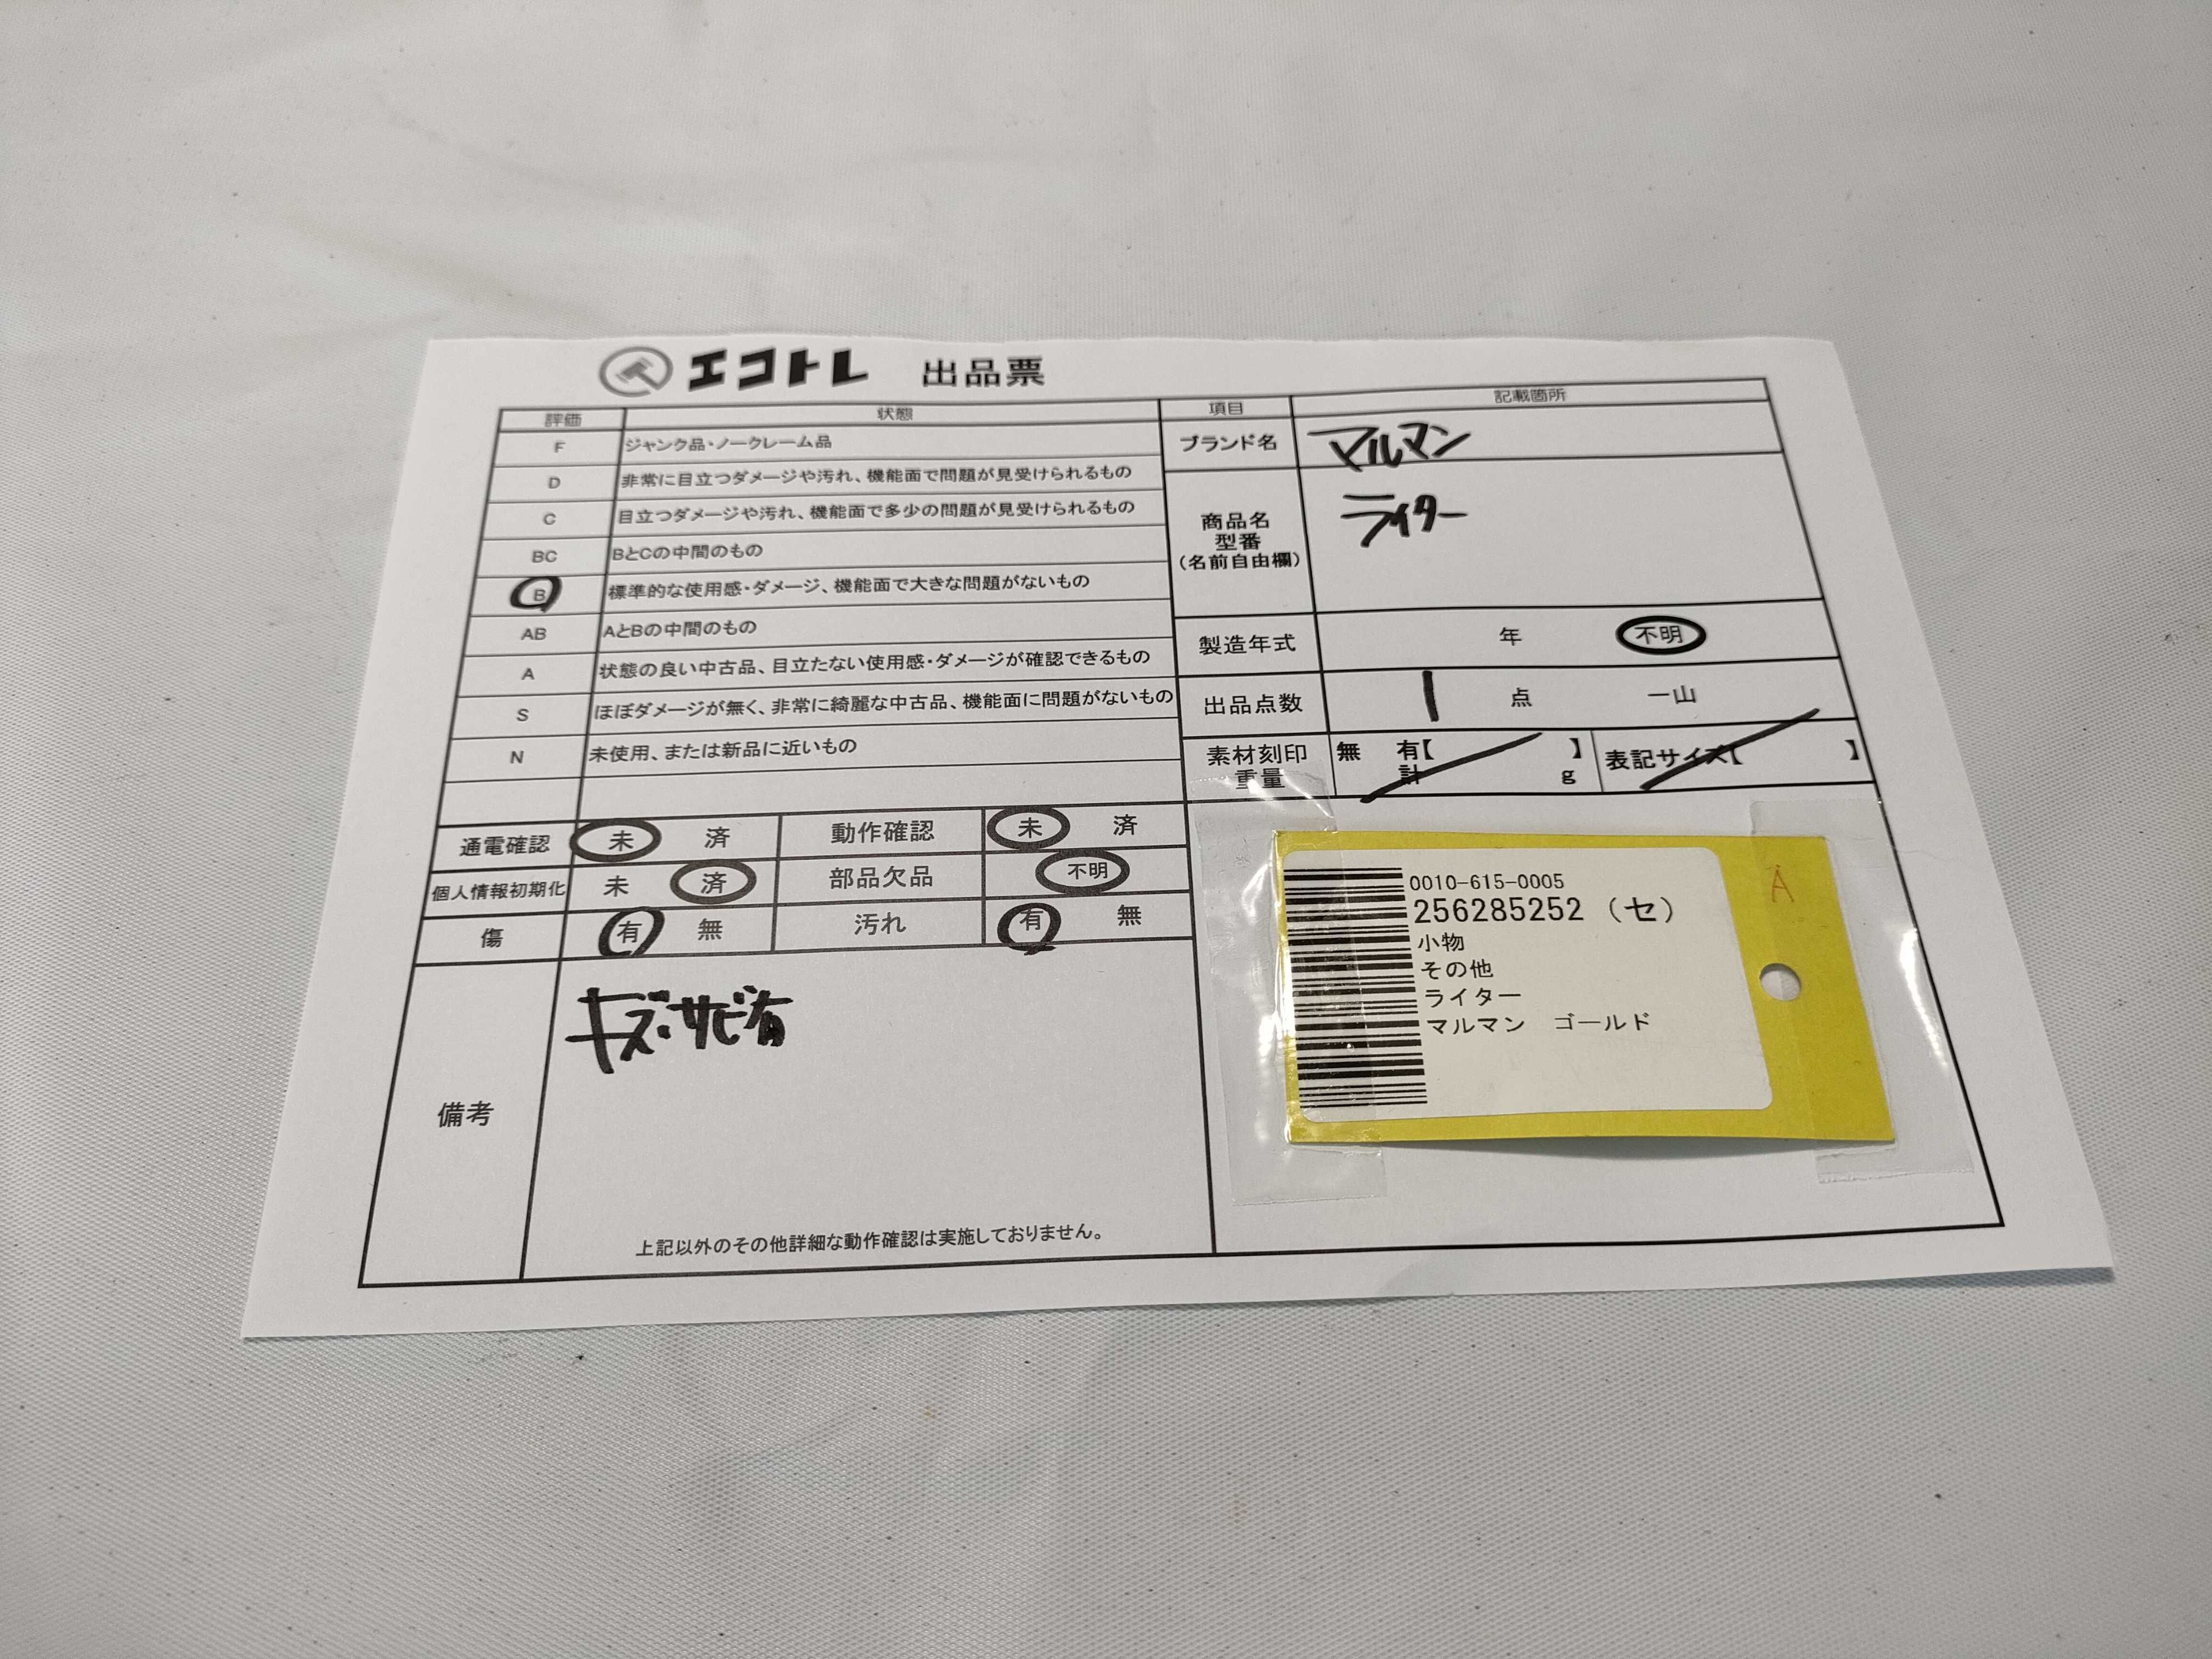 エコトレ 出品票
評価 状態
F ジャンク品・ノークレーム品
D 非常に目立つダメージや汚れ、機能面で問題が見受けられるもの
C 目立つダメージや汚れ、機能面で多少の問題が見受けられるもの
BC BとCの中間のもの
B 標準的な使用感・ダメージ、機能面で大きな問題がないもの
AB AとBの中間のもの
A 状態の良い中古品、目立たない使用感・ダメージが確認できるもの
S ほぼダメージが無く、非常に綺麗な中古品、機能面に問題がないもの
N 未使用、または新品に近いもの
項目 記載箇所
ブランド名 マルマン
商品名
型番
(名前自由欄)
ライター
製造年式 年 不明
出品点数 1 点 一山
素材刻印 無 有【 】 表記サイズ【 】
重量 計 g
通電確認 未 済 動作確認 未 済
個人情報初期化 未 済 部品欠品 不明
傷 有 無 汚れ 有 無
備考
キズ・サビ有
上記以外のその他詳細な動作確認は実施しておりません。
0010-615-0005
256285252 (セ)
小物
その他
ライター
マルマン ゴールド
A